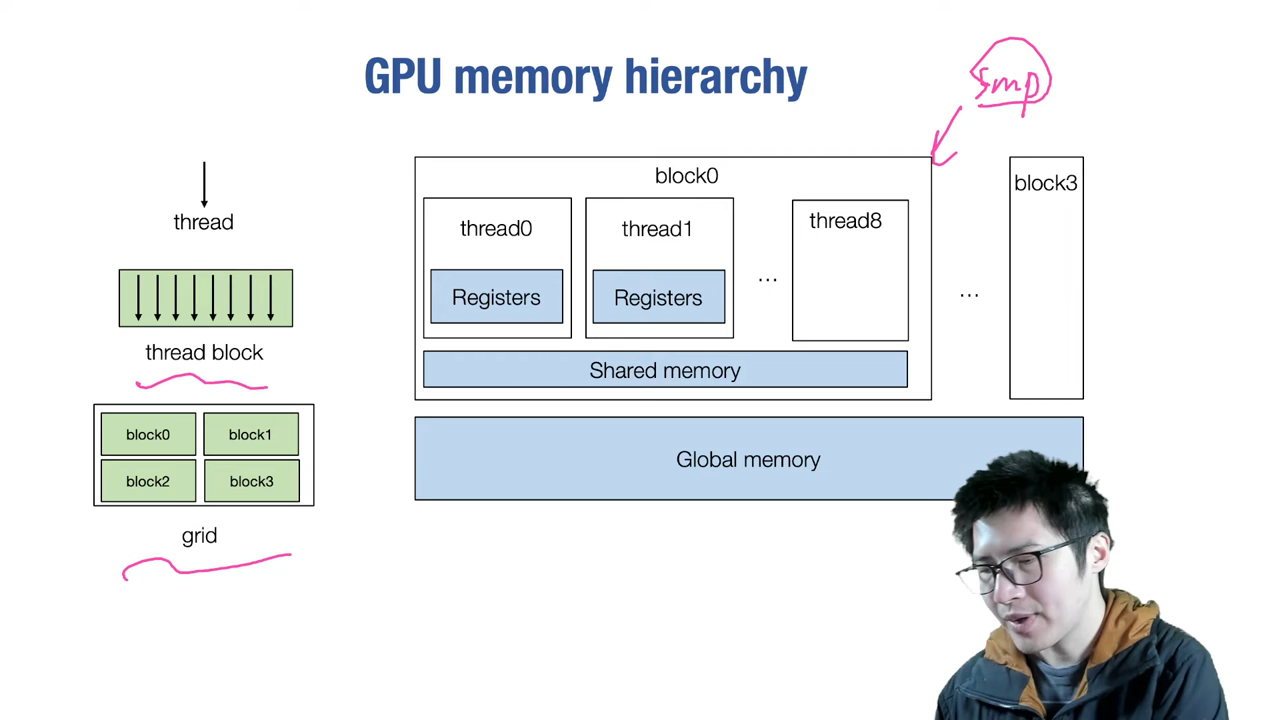 GPU memory hierarchy
smp
thread
thread block
block0
block1
block2
block3
grid
block0
thread0
Registers
thread1
Registers
...
thread8
Shared memory
...
block3
Global memory